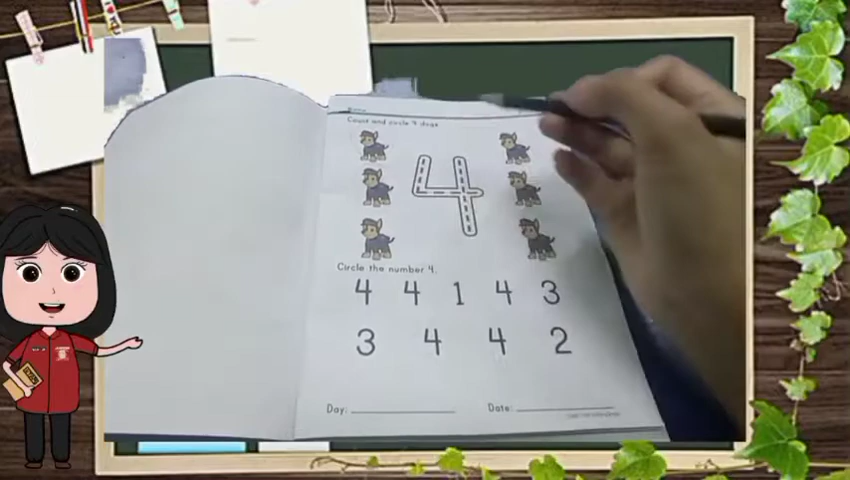 Count and circle 4 dogs
4
Circle the number 4.
4 4 1 4 3
3 4 4 2
Day: Date: